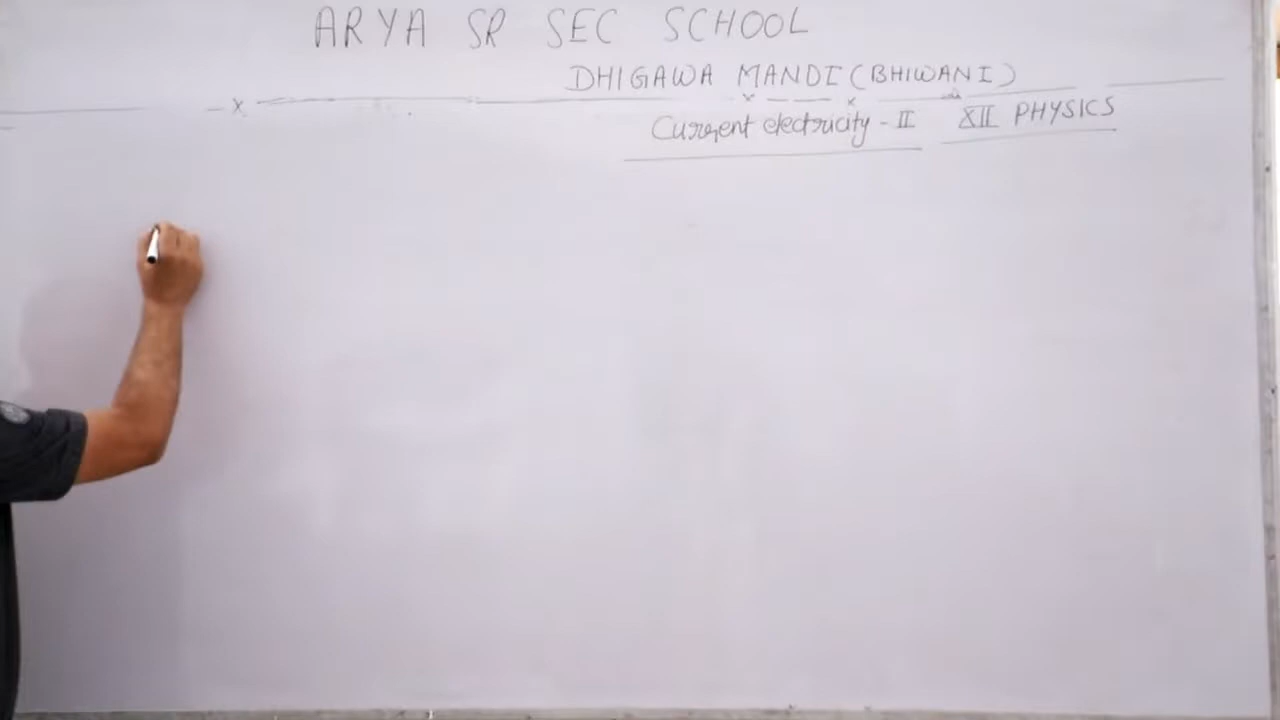 ARYA SR SEC SCHOOL
DHIGAWA MANDI (BHIWANI)
Current electricity - II XII PHYSICS